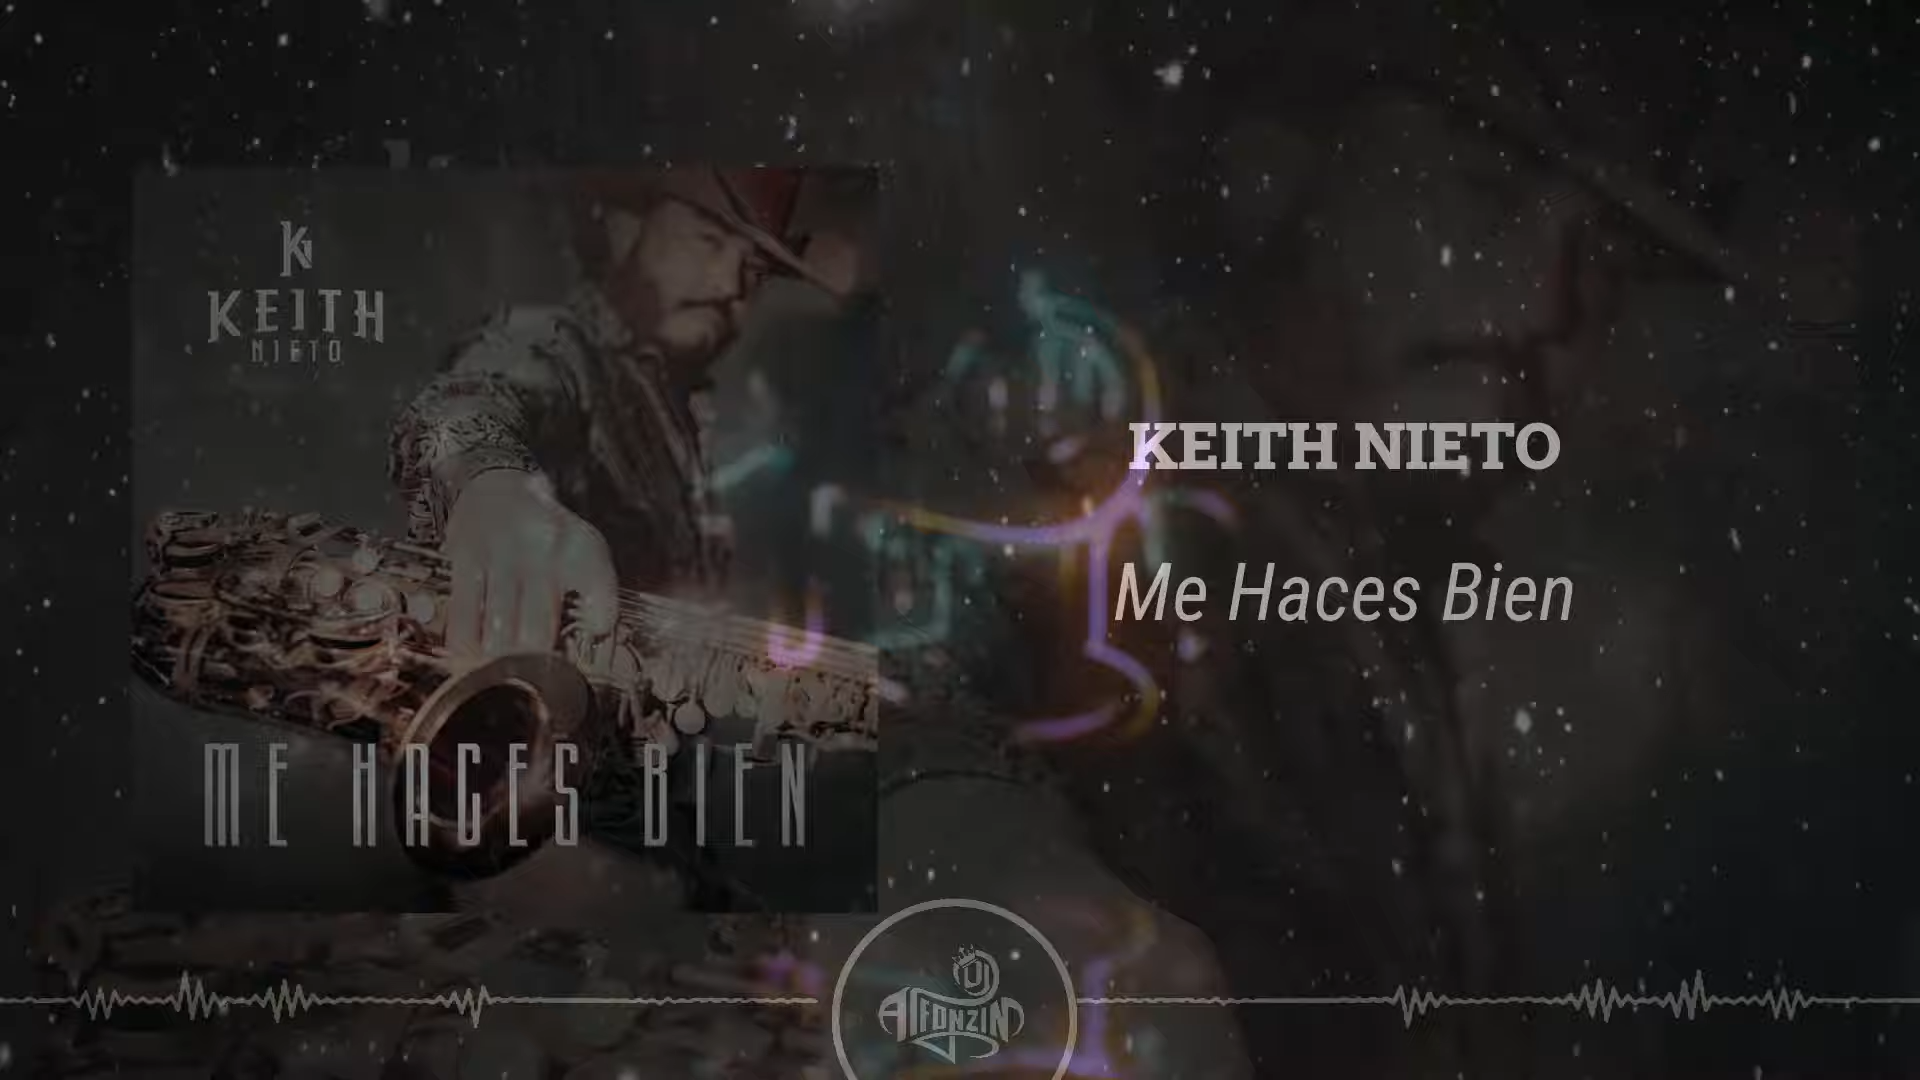 K
KEITH
NIETO
ME HACES BIEN
KEITH NIETO
Me Haces Bien
DJ
ALFONZIN